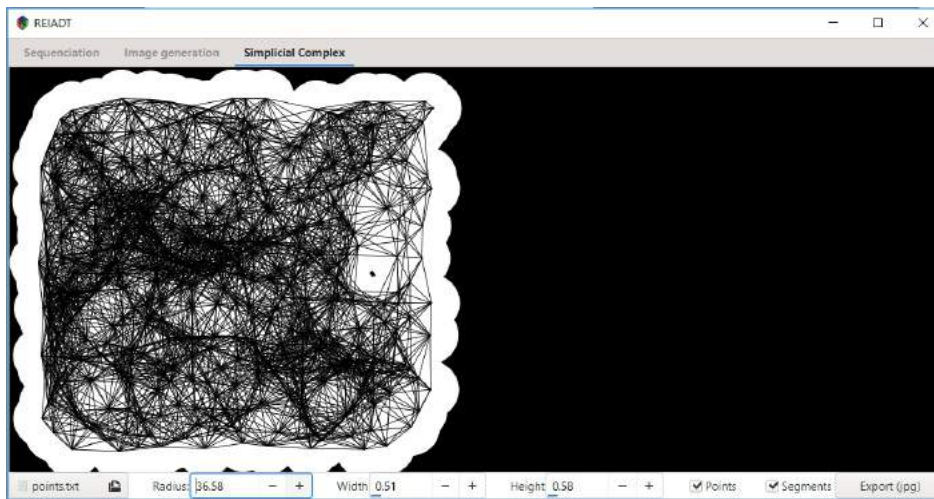 REIADT
Sequenciation Image generation Simplicial Complex
points.txt Radius: 36.58 − + Width 0.51 − + Height 0.58 − + Points Segments Export (jpg)